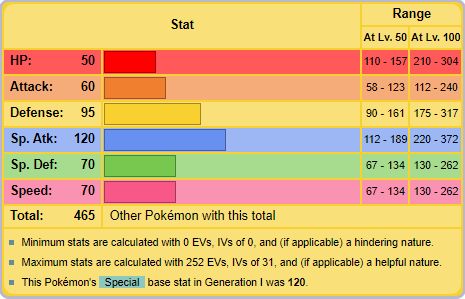 Stat Range
At Lv. 50 At Lv. 100
HP: 50 110 - 157 210 - 304
Attack: 60 58 - 123 112 - 240
Defense: 95 90 - 161 175 - 317
Sp. Atk: 120 112 - 189 220 - 372
Sp. Def: 70 67 - 134 130 - 262
Speed: 70 67 - 134 130 - 262
Total: 465 Other Pokémon with this total
Minimum stats are calculated with 0 EVs, IVs of 0, and (if applicable) a hindering nature.
Maximum stats are calculated with 252 EVs, IVs of 31, and (if applicable) a helpful nature.
This Pokémon's Special base stat in Generation I was 120.